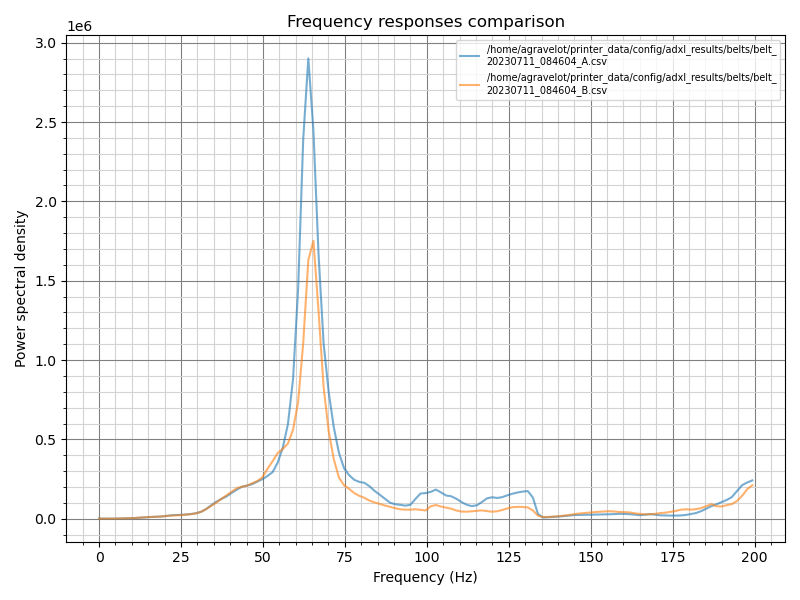 Frequency responses comparison
1e6
/home/agravelot/printer_data/config/adxl_results/belts/belt_
20230711_084604_A.csv
/home/agravelot/printer_data/config/adxl_results/belts/belt_
20230711_084604_B.csv
3.0
2.5
2.0
1.5
1.0
0.5
0.0
Power spectral density
0 25 50 75 100 125 150 175 200
Frequency (Hz)